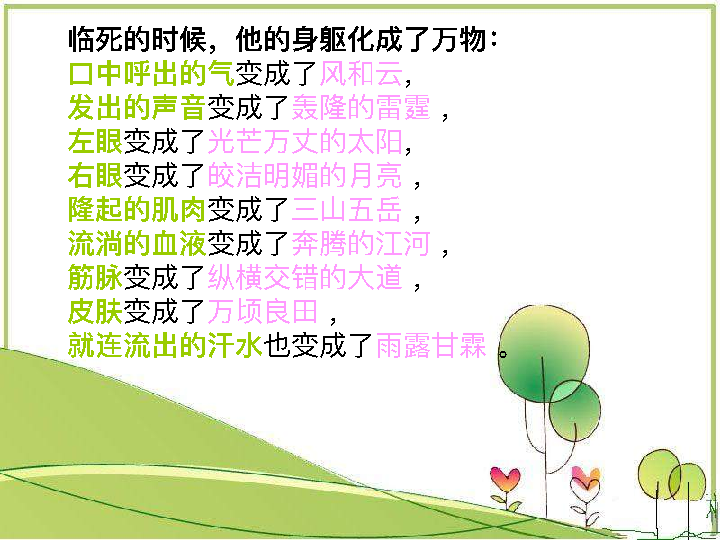 临死的时候，他的身躯化成了万物：
口中呼出的气变成了风和云，
发出的声音变成了轰隆的雷霆 ，
左眼变成了光芒万丈的太阳，
右眼变成了皎洁明媚的月亮 ，
隆起的肌肉变成了三山五岳 ，
流淌的血液变成了奔腾的江河 ，
筋脉变成了纵横交错的大道 ，
皮肤变成了万顷良田 ，
就连流出的汗水也变成了雨露甘霖 。